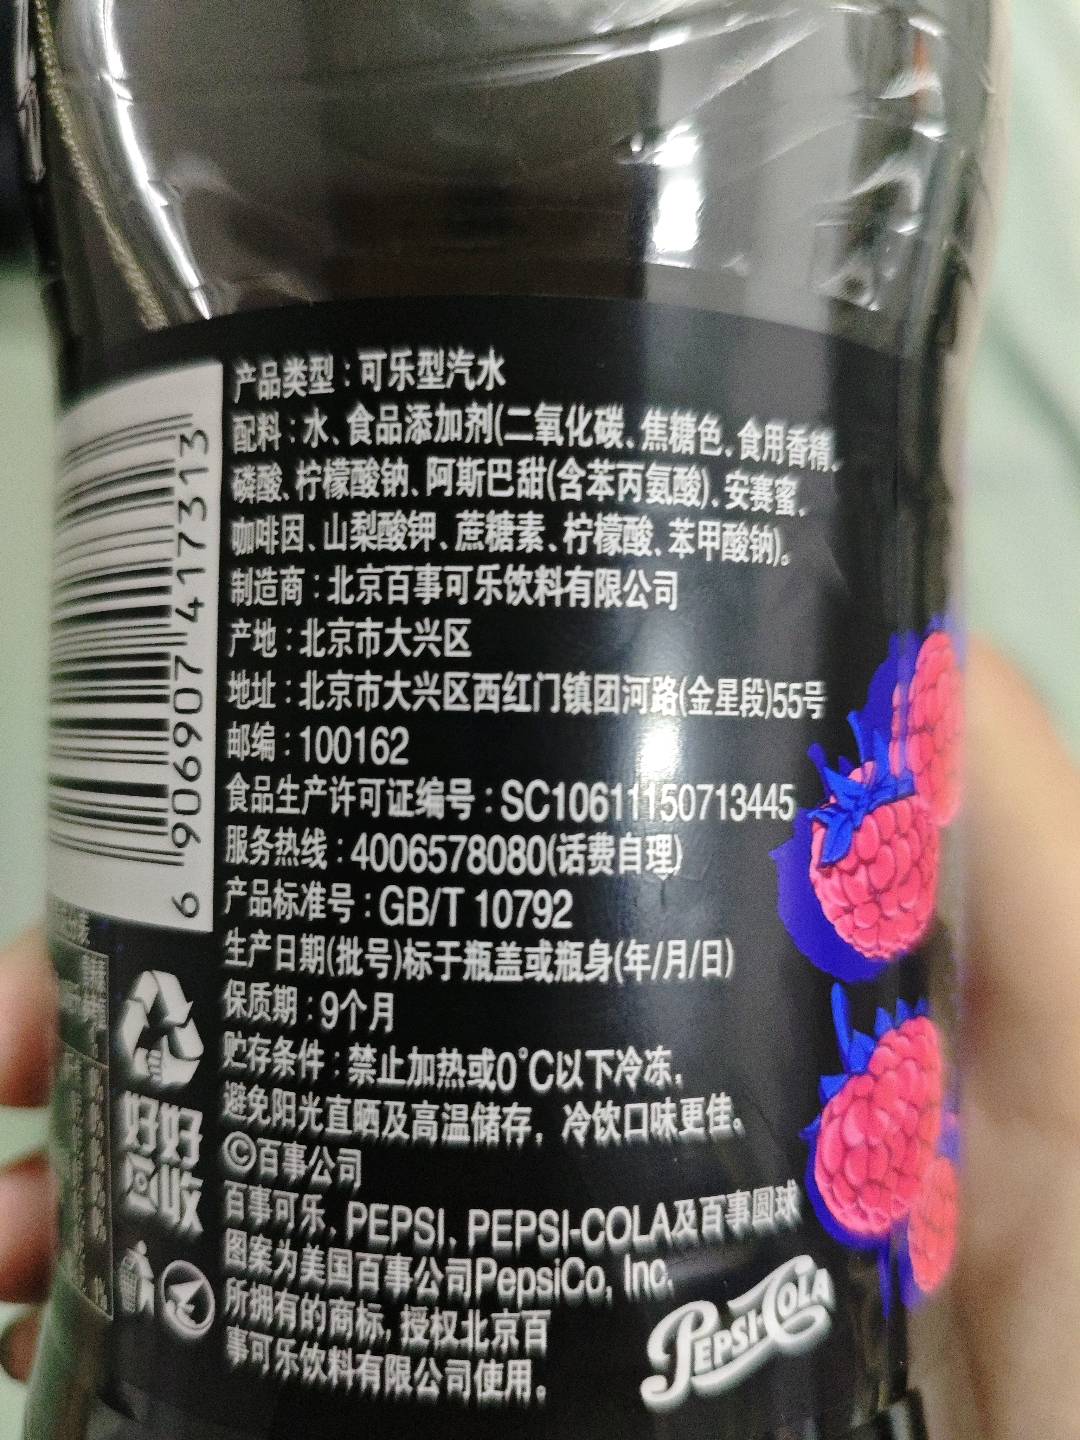 产品类型：可乐型汽水
配料：水、食品添加剂(二氧化碳、焦糖色、食用香精、
磷酸、柠檬酸钠、阿斯巴甜(含苯丙氨酸)、安赛蜜、
咖啡因、山梨酸钾、蔗糖素、柠檬酸、苯甲酸钠)。
制造商：北京百事可乐饮料有限公司
产地：北京市大兴区
地址：北京市大兴区西红门镇团河路(金星段)55号
邮编：100162
食品生产许可证编号：SC10611150713445
服务热线：4006578080(话费自理)
产品标准号：GB/T 10792
生产日期(批号)标于瓶盖或瓶身(年/月/日)
保质期：9个月
贮存条件：禁止加热或0°C以下冷冻，
避免阳光直晒及高温储存，冷饮口味更佳。
©百事公司
百事可乐、PEPSI、PEPSI-COLA及百事圆球
图案为美国百事公司PepsiCo, Inc.
所拥有的商标，授权北京百
事可乐饮料有限公司使用。
PEPSI-COLA
6 906907 417313
好好
回收